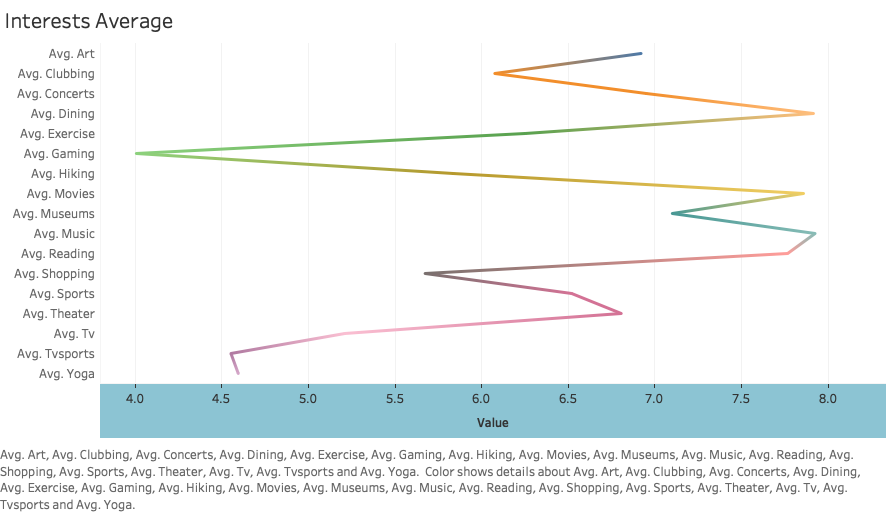 Interests Average
Avg. Art
Avg. Clubbing
Avg. Concerts
Avg. Dining
Avg. Exercise
Avg. Gaming
Avg. Hiking
Avg. Movies
Avg. Museums
Avg. Music
Avg. Reading
Avg. Shopping
Avg. Sports
Avg. Theater
Avg. Tv
Avg. Tvsports
Avg. Yoga
4.0 4.5 5.0 5.5 6.0 6.5 7.0 7.5 8.0
Value
Avg. Art, Avg. Clubbing, Avg. Concerts, Avg. Dining, Avg. Exercise, Avg. Gaming, Avg. Hiking, Avg. Movies, Avg. Museums, Avg. Music, Avg. Reading, Avg.
Shopping, Avg. Sports, Avg. Theater, Avg. Tv, Avg. Tvsports and Avg. Yoga.  Color shows details about Avg. Art, Avg. Clubbing, Avg. Concerts, Avg. Dining,
Avg. Exercise, Avg. Gaming, Avg. Hiking, Avg. Movies, Avg. Museums, Avg. Music, Avg. Reading, Avg. Shopping, Avg. Sports, Avg. Theater, Avg. Tv, Avg.
Tvsports and Avg. Yoga.